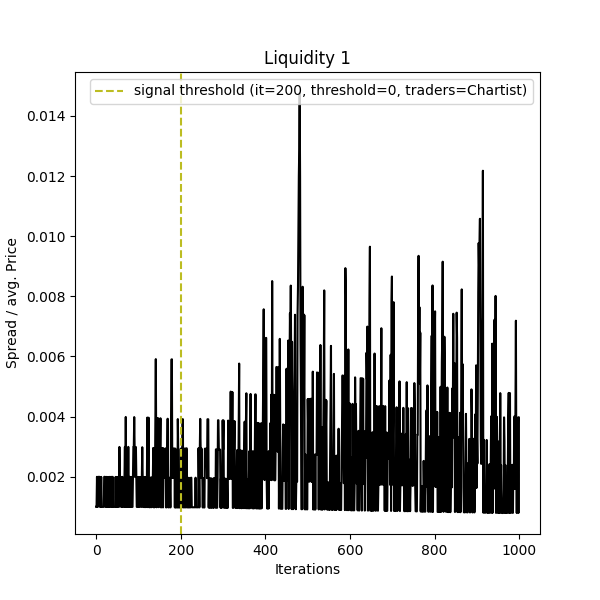 Liquidity 1
signal threshold (it=200, threshold=0, traders=Chartist)
Spread / avg. Price
0.014
0.012
0.010
0.008
0.006
0.004
0.002
0 200 400 600 800 1000
Iterations